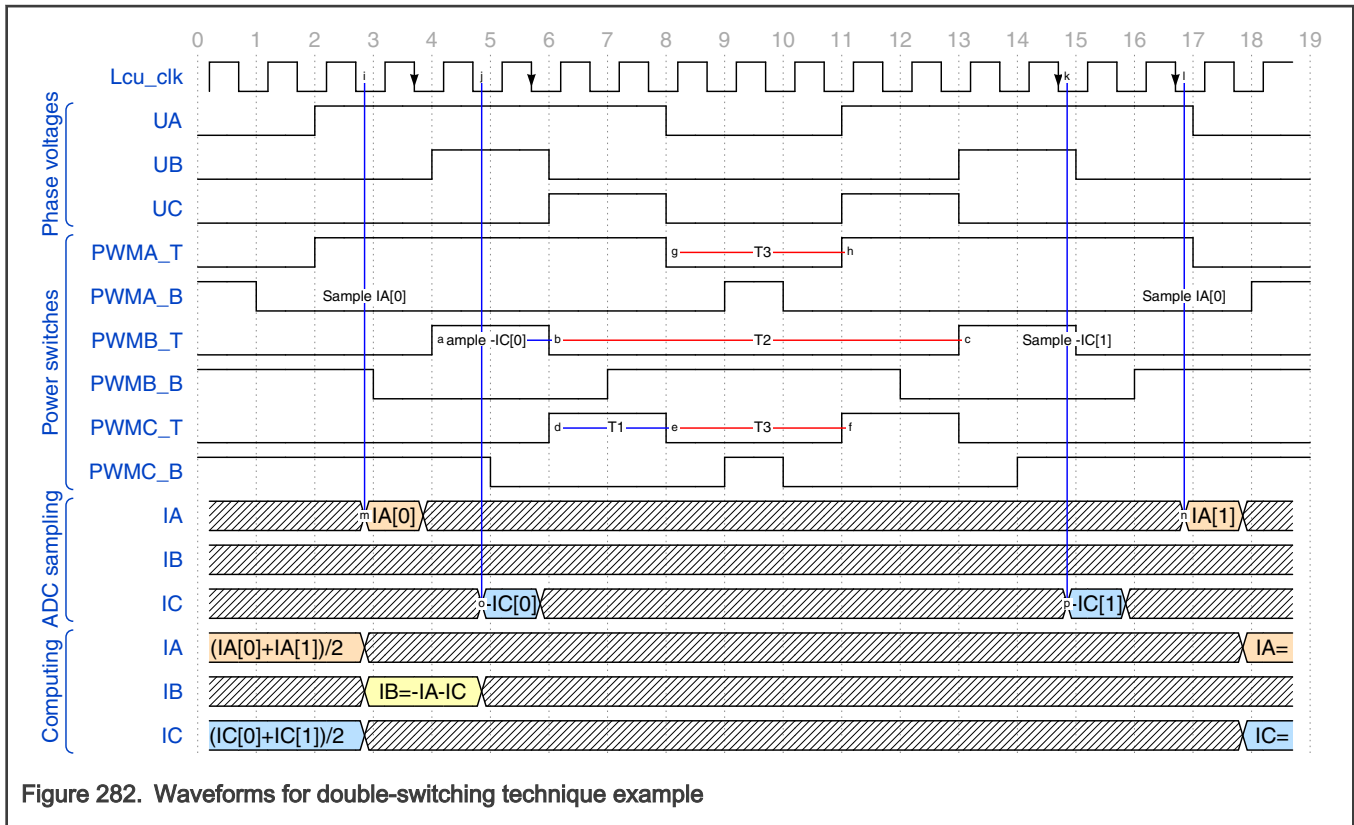 0 1 2 3 4 5 6 7 8 9 10 11 12 13 14 15 16 17 18 19
Lcu_clk i j k l
Phase voltages
UA
UB
UC
Power switches
PWMA_T g T3 h
PWMA_B Sample IA[0] Sample IA[0]
PWMB_T a ample -IC[0] b T2 c Sample -IC[1]
PWMB_B
PWMC_T d T1 e T3 f
PWMC_B
ADC sampling
IA m IA[0] n IA[1]
IB
IC o -IC[0] p -IC[1]
Computing
IA (IA[0]+IA[1])/2 IA=
IB IB=-IA-IC
IC (IC[0]+IC[1])/2 IC=
Figure 282. Waveforms for double-switching technique example